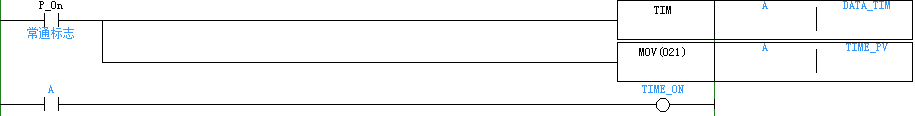 P_On
常通标志
TIM A DATA_TIM
MOV(021) A TIME_PV
A TIME_ON